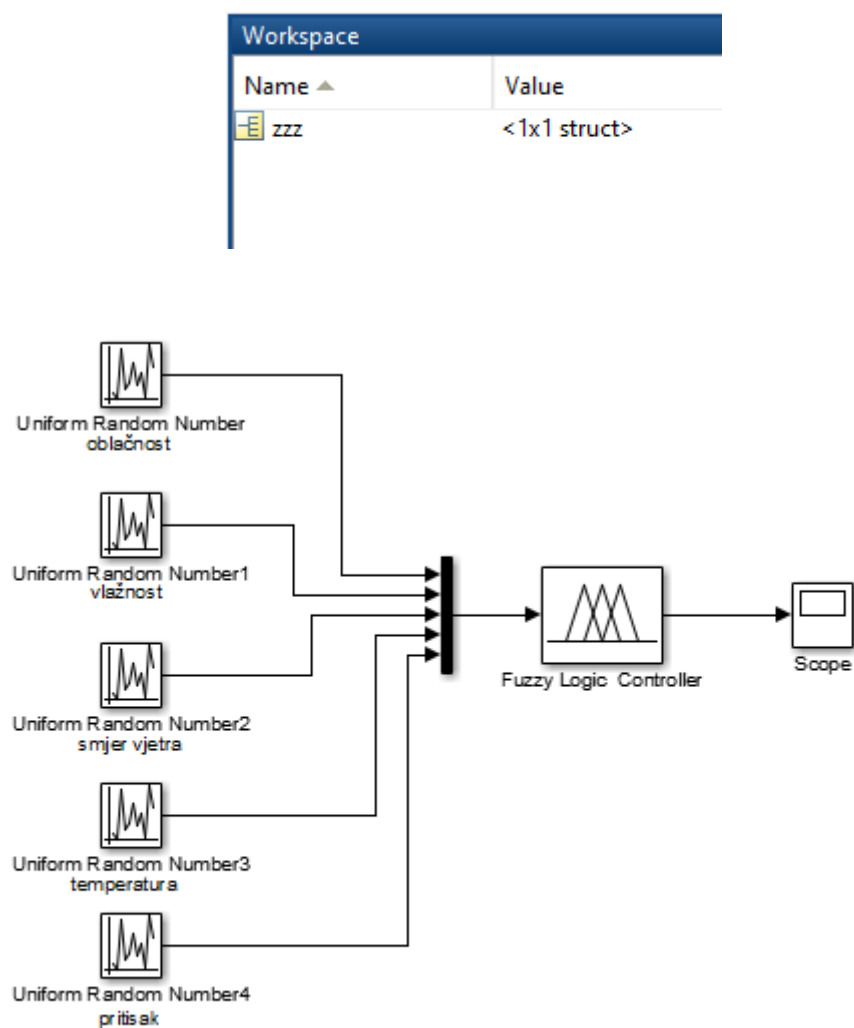 Workspace
Name Value
zzz <1x1 struct>
Uniform Random Number
oblačnost
Uniform Random Number1
vlažnost
Uniform Random Number2
smjer vjetra
Uniform Random Number3
temperatura
Uniform Random Number4
pritisak
Fuzzy Logic Controller
Scope